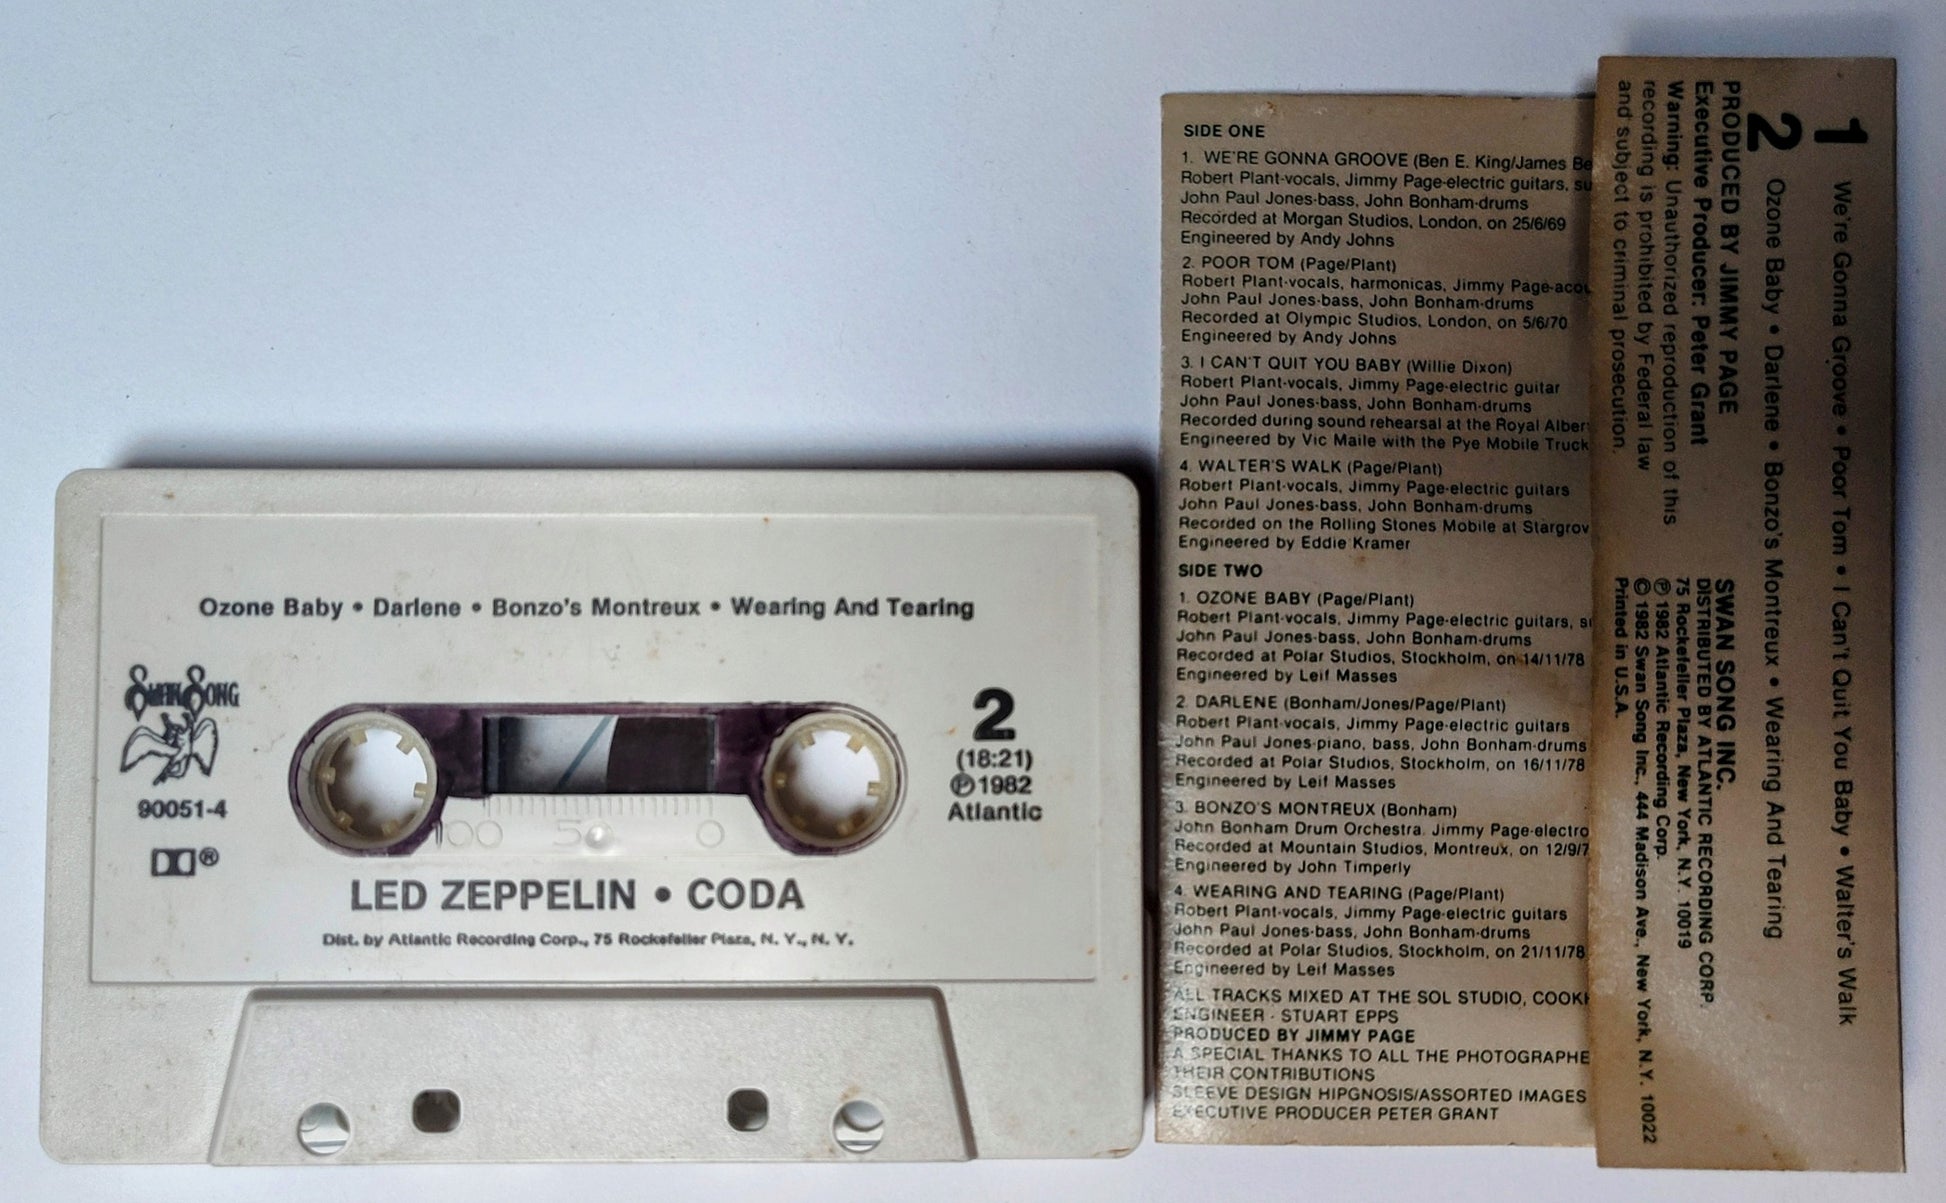 Ozone Baby • Darlene • Bonzo's Montreux • Wearing And Tearing
SWAN SONG
90051-4
®
2
(18:21)
℗1982
Atlantic
100 50 0
LED ZEPPELIN • CODA
Dist. by Atlantic Recording Corp., 75 Rockefeller Plaza, N. Y., N. Y.
SIDE ONE
1. WE'RE GONNA GROOVE (Ben E. King/James
Robert Plant-vocals, Jimmy Page-electric guitars,
John Paul Jones-bass, John Bonham-drums
Recorded at Morgan Studios, London, on 25/6/69
Engineered by Andy Johns
2. POOR TOM (Page/Plant)
Robert Plant-vocals, harmonicas, Jimmy
John Paul Jones-bass, John Bonham-drums
Recorded at Olympic Studios, London, on 5/6/70
Engineered by Andy Johns
3. I CAN'T QUIT YOU BABY (Willie Dixon)
Robert Plant-vocals, Jimmy Page-electric guitar
John Paul Jones-bass, John Bonham-drums
Recorded during sound rehearsal at the Royal
Engineered by Vic Maile with the Pye Mobile Truck
4. WALTER'S WALK (Page/Plant)
Robert Plant-vocals, Jimmy Page-electric guitars
John Paul Jones-bass, John Bonham-drums
Recorded on the Rolling Stones Mobile at
Engineered by Eddie Kramer
SIDE TWO
1. OZONE BABY (Page/Plant)
Robert Plant-vocals, Jimmy Page-electric guitars,
John Paul Jones-bass, John Bonham-drums
Recorded at Polar Studios, Stockholm, on 14/11/78
Engineered by Leif Masses
2. DARLENE (Bonham/Jones/Page/Plant)
Robert Plant-vocals, Jimmy Page-electric guitars
John Paul Jones-piano, bass, John Bonham-drums
Recorded at Polar Studios, Stockholm, on 16/11/78
Engineered by Leif Masses
3. BONZO'S MONTREUX (Bonham)
John Bonham Drum Orchestra. Jimmy
Recorded at Mountain Studios, Montreux, on
Engineered by John Timperly
4. WEARING AND TEARING (Page/Plant)
Robert Plant-vocals, Jimmy Page-electric guitars
John Paul Jones-bass, John Bonham-drums
Recorded at Polar Studios, Stockholm, on 21/11/78
Engineered by Leif Masses
ALL TRACKS MIXED AT THE SOL STUDIO,
ENGINEER - STUART EPPS
PRODUCED BY JIMMY PAGE
A SPECIAL THANKS TO ALL THE
THEIR CONTRIBUTIONS
SLEEVE DESIGN HIPGNOSIS/ASSORTED IMAGES
EXECUTIVE PRODUCER PETER GRANT
1 We're Gonna Groove • Poor Tom • I Can't Quit You Baby • Walter's Walk
2 Ozone Baby • Darlene • Bonzo's Montreux • Wearing And Tearing
PRODUCED BY JIMMY PAGE
Executive Producer: Peter Grant
Warning: Unauthorized reproduction of this
recording is prohibited by Federal law
and subject to criminal prosecution.
SWAN SONG INC.
DISTRIBUTED BY ATLANTIC RECORDING CORP.
75 Rockefeller Plaza, New York, N.Y. 10019
℗ 1982 Atlantic Recording Corp.
© 1982 Swan Song Inc., 444 Madison Ave., New York, N.Y. 10022
Printed in U.S.A.